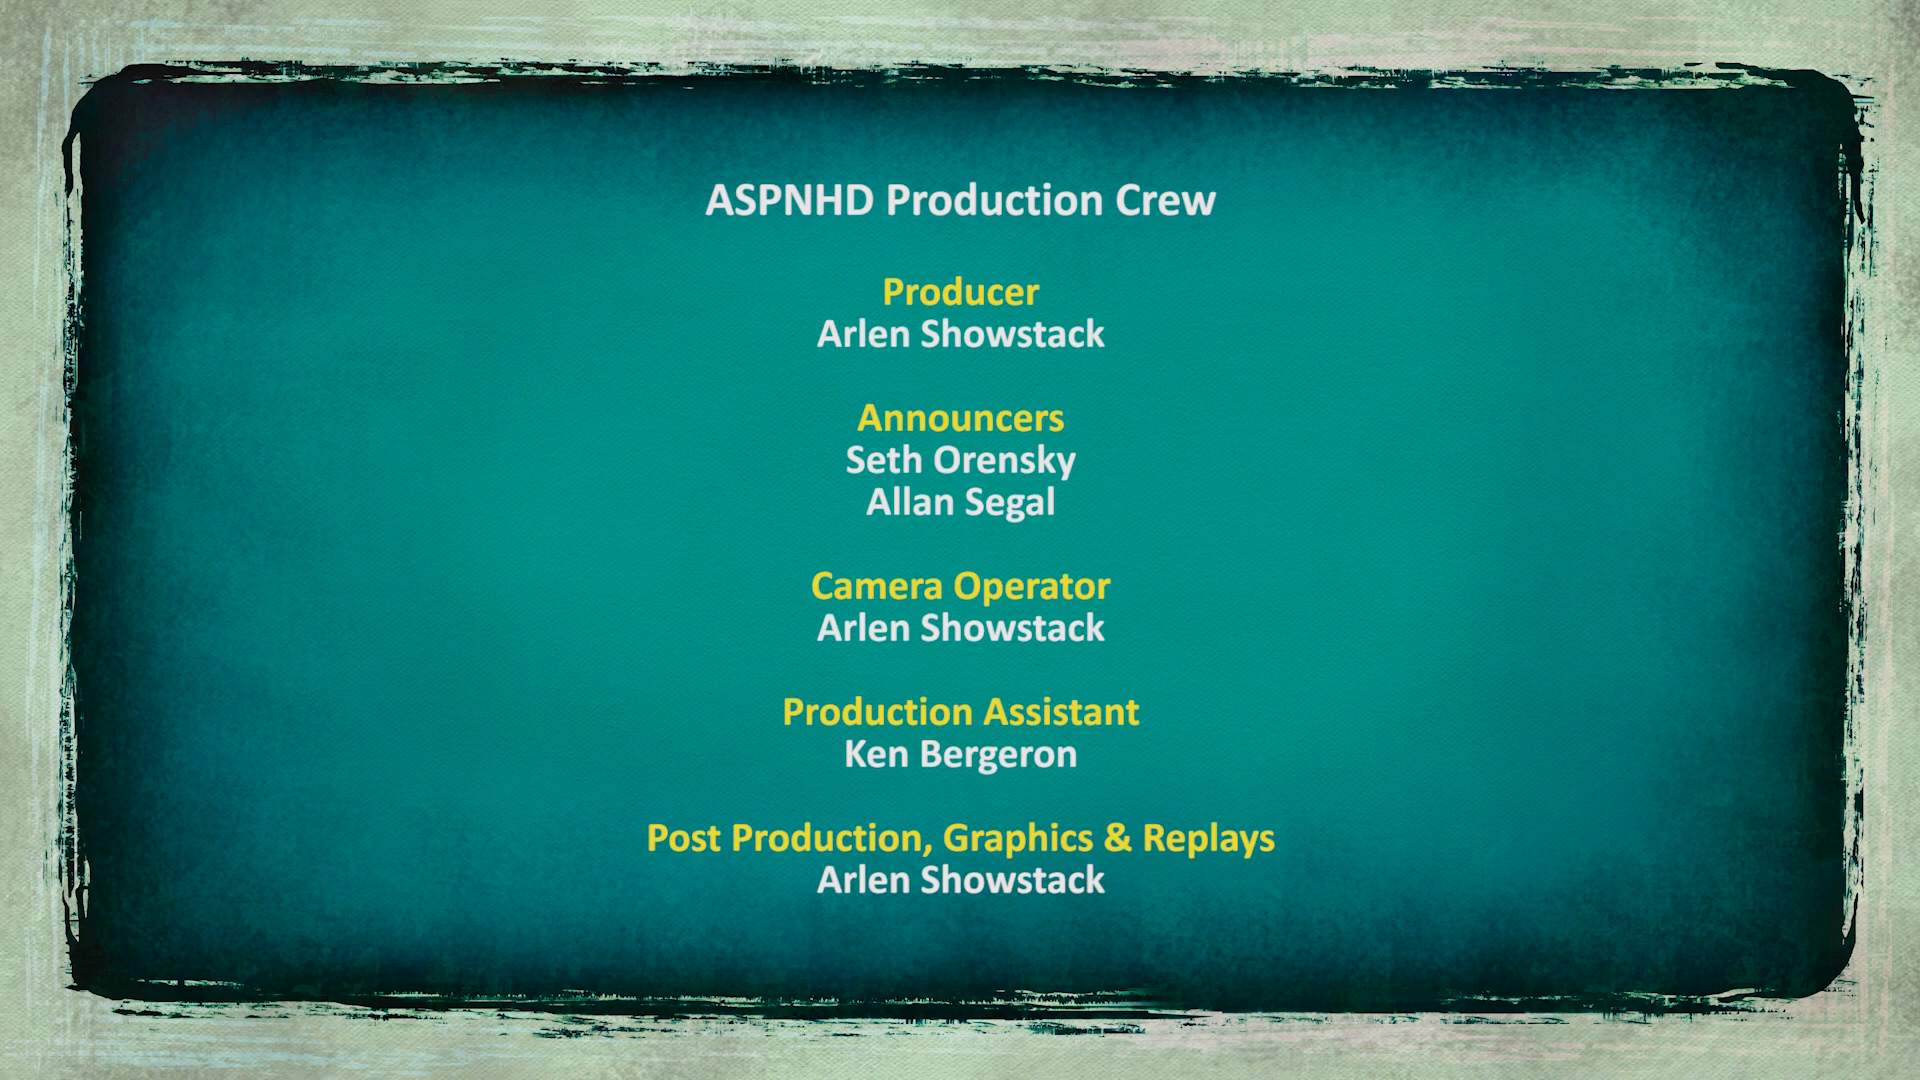 ASPNHD Production Crew
Producer
Arlen Showstack
Announcers
Seth Orensky
Allan Segal
Camera Operator
Arlen Showstack
Production Assistant
Ken Bergeron
Post Production, Graphics & Replays
Arlen Showstack